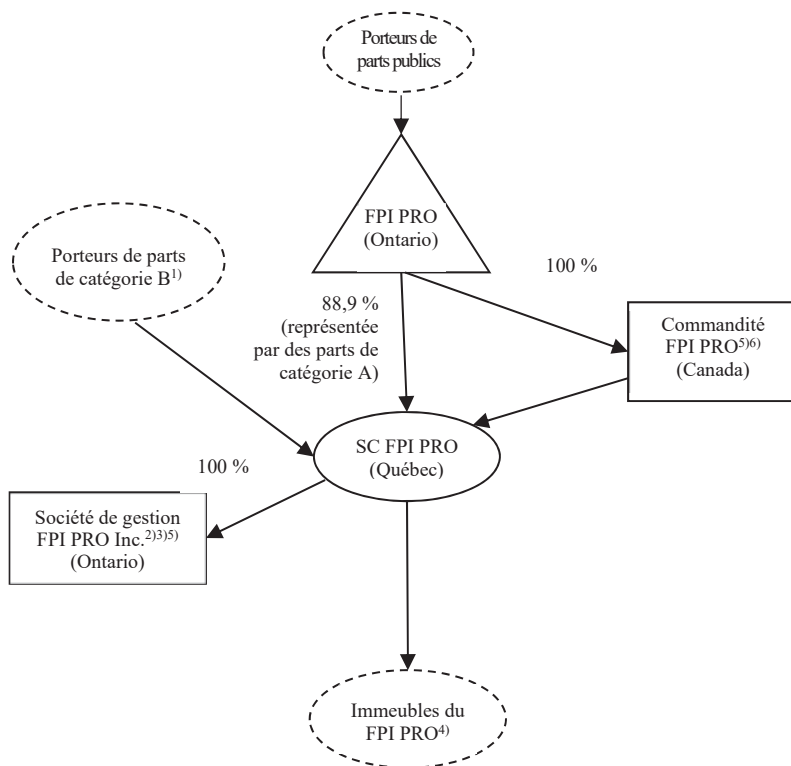 Porteurs de
parts publics
FPI PRO
(Ontario)
Porteurs de parts
de catégorie B1)
100 %
88,9 %
(représentée
par des parts de
catégorie A)
Commandité
FPI PRO5)6)
(Canada)
SC FPI PRO
(Québec)
100 %
Société de gestion
FPI PRO Inc.2)3)5)
(Ontario)
Immeubles du
FPI PRO4)